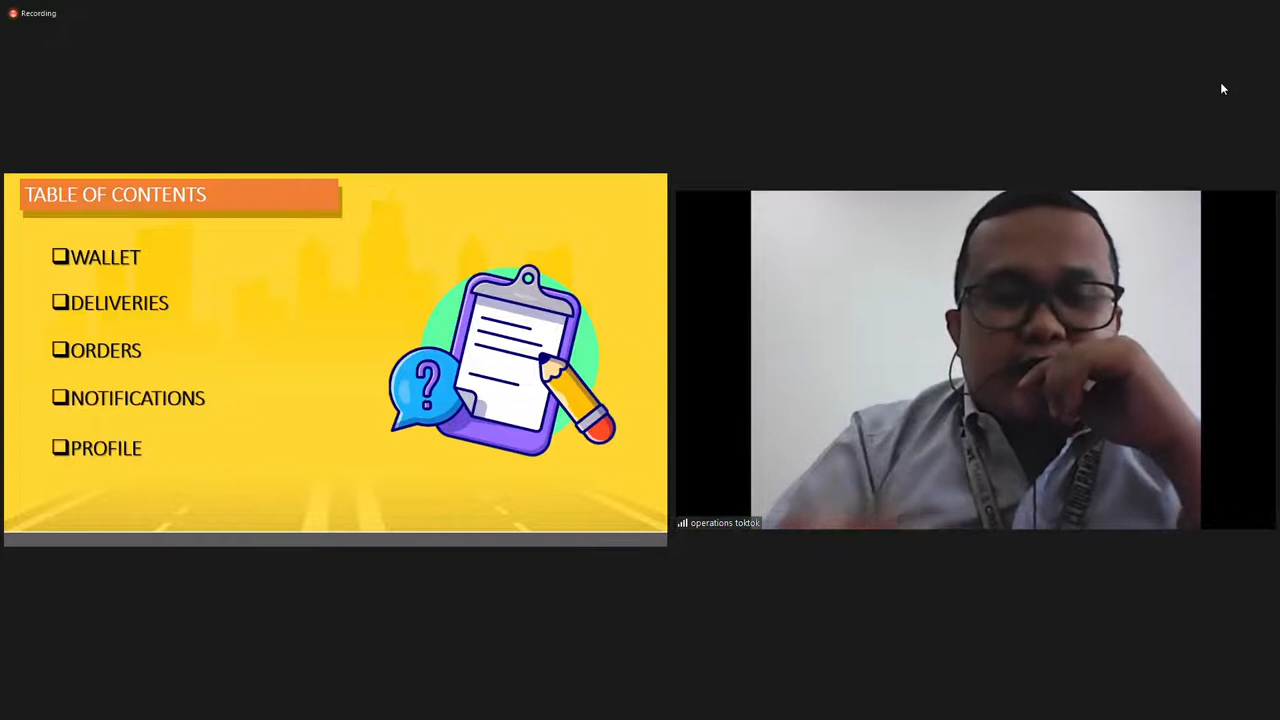 Recording
TABLE OF CONTENTS
❑WALLET
❑DELIVERIES
❑ORDERS
❑NOTIFICATIONS
❑PROFILE
?
operations toktok